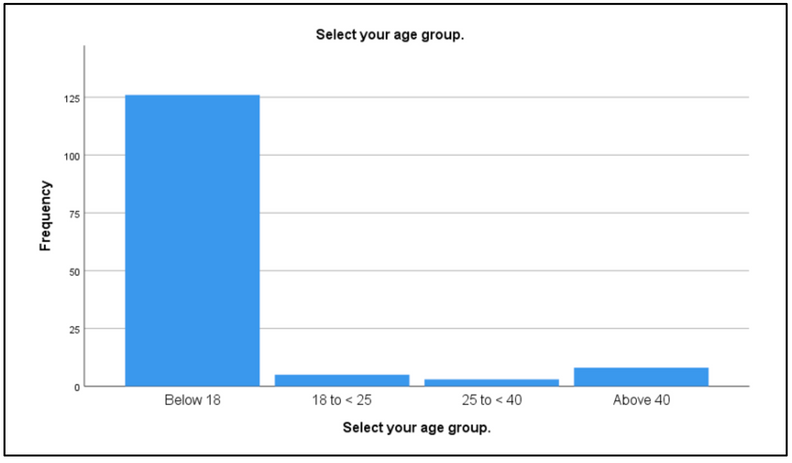 Select your age group.
Frequency
125
100
75
50
25
0
Below 18
18 to < 25
25 to < 40
Above 40
Select your age group.